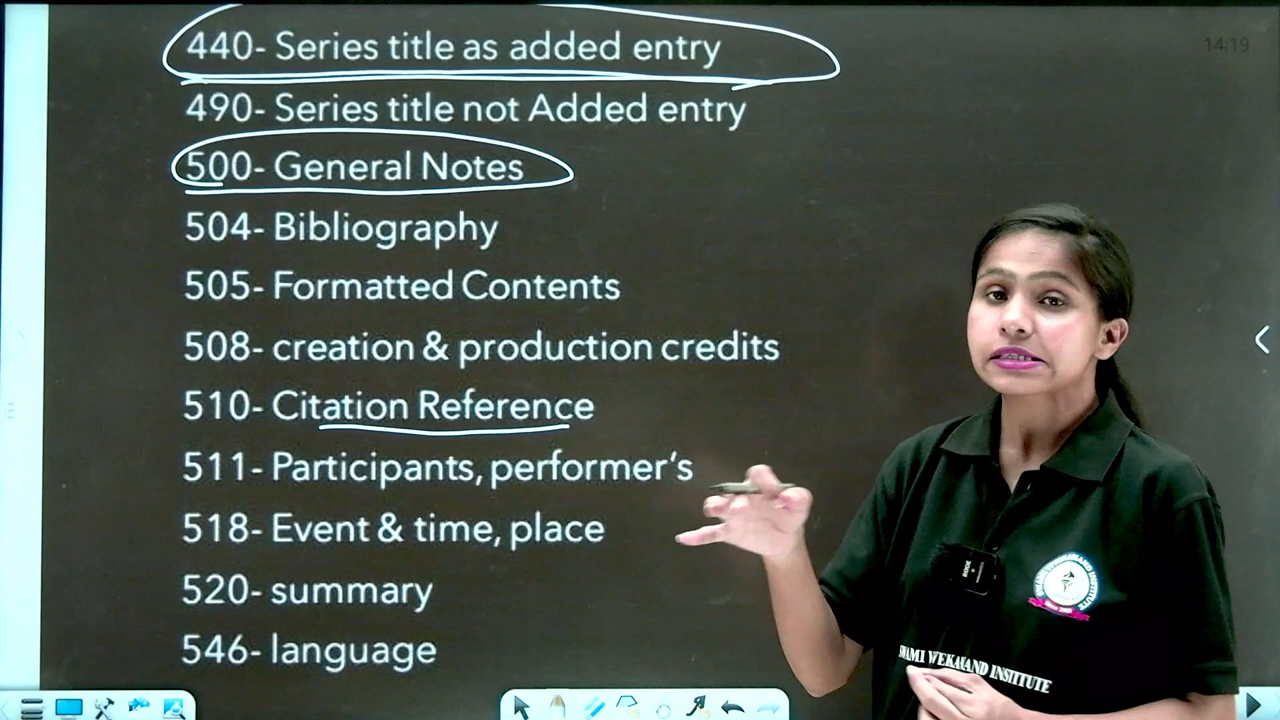 440- Series title as added entry
14:19
490- Series title not Added entry
500- General Notes
504- Bibliography
505- Formatted Contents
508- creation & production credits
510- Citation Reference
511- Participants, performer's
518- Event & time, place
520- summary
546- language
INSTITUTE